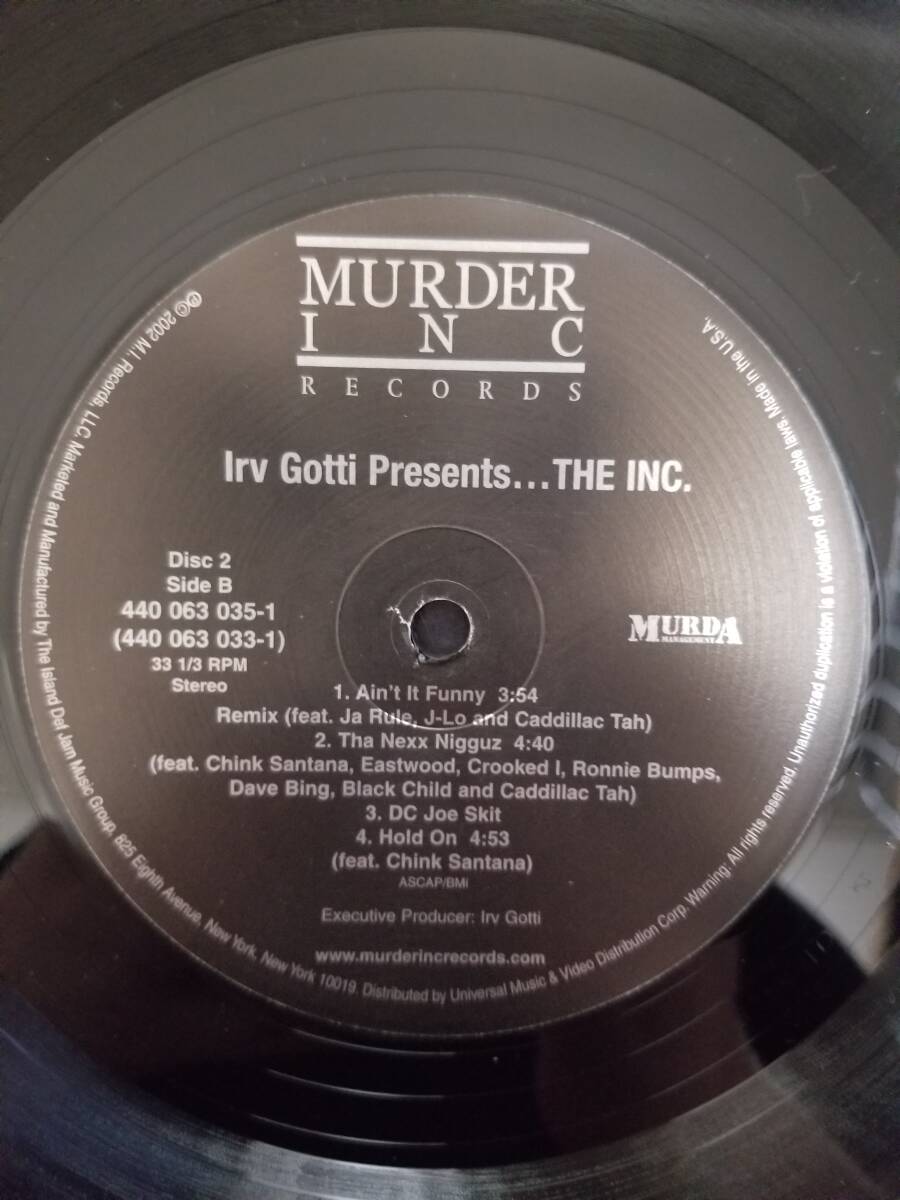 MURDER
INC
RECORDS
Irv Gotti Presents...THE INC.
Disc 2
Side B
440 063 035-1
(440 063 033-1)
33 1/3 RPM
Stereo
MURDA
MANAGEMENT
1. Ain't It Funny 3:54
Remix (feat. Ja Rule, J-Lo and Caddillac Tah)
2. Tha Nexx Nigguz 4:40
(feat. Chink Santana, Eastwood, Crooked I, Ronnie Bumps,
Dave Bing, Black Child and Caddillac Tah)
3. DC Joe Skit
4. Hold On 4:53
(feat. Chink Santana)
ASCAP/BMI
Executive Producer: Irv Gotti
www.murderincrecords.com
℗© 2002 M.I. Records, LLC. Marketed and Manufactured by The Island Def Jam Music Group, 825 Eighth Avenue, New York, New York 10019. Distributed by Universal Music & Video Distribution Corp. Warning: All rights reserved. Unauthorized duplication is a violation of applicable laws. Made in the U.S.A.